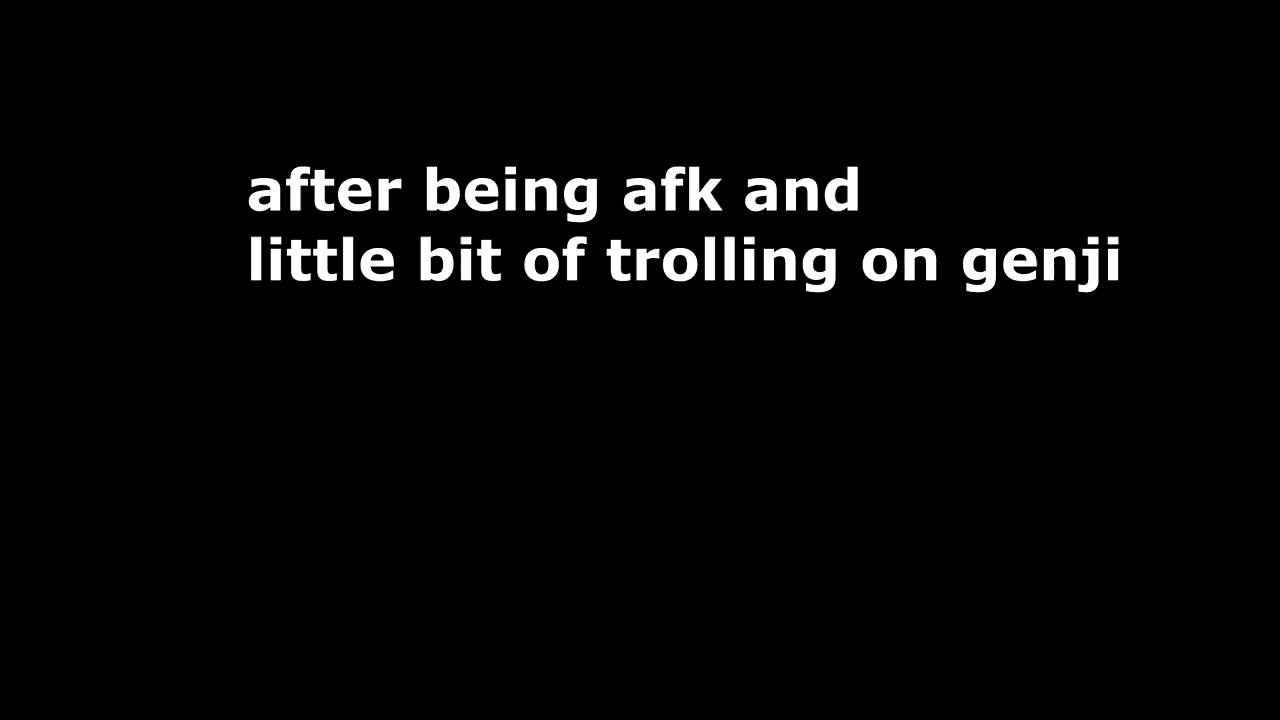 after being afk and
little bit of trolling on genji